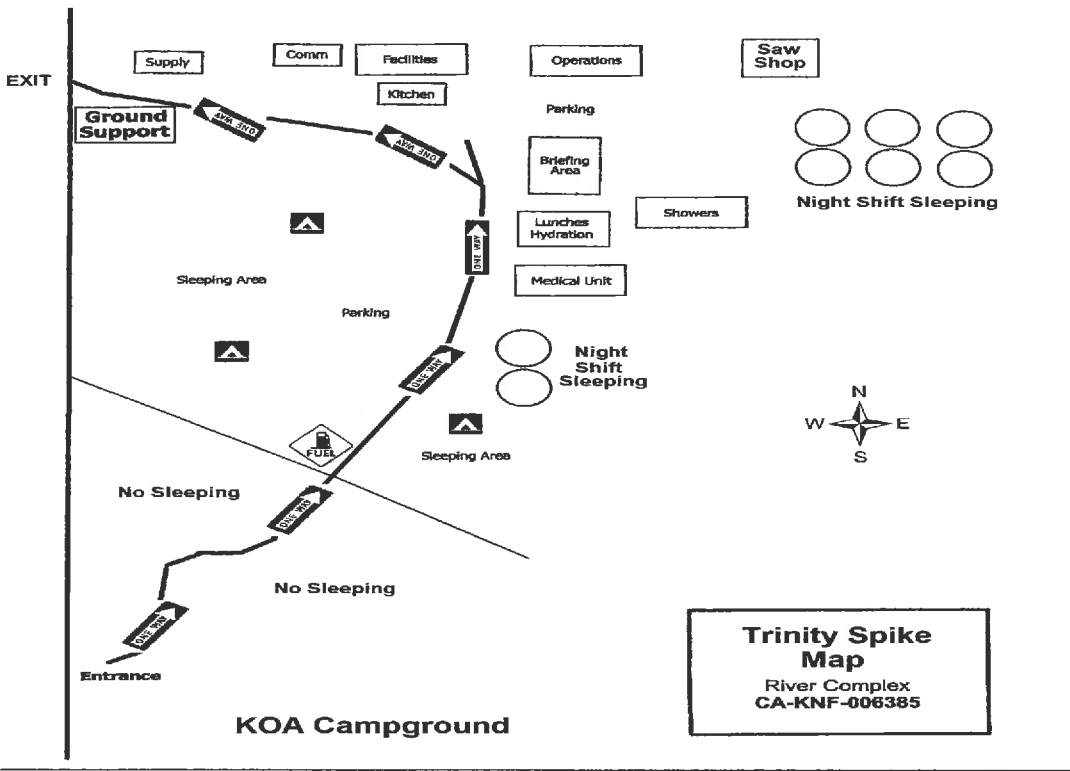 EXIT
Supply
Comm
Facilities
Kitchen
Operations
Saw
Shop
Parking
Ground
Support
ONE WAY
ONE WAY
Briefing
Area
Night Shift Sleeping
Showers
Lunches
Hydration
ONE WAY
Medical Unit
Sleeping Area
Parking
Night
Shift
Sleeping
ONE WAY
N
W
E
S
FUEL
Sleeping Area
No Sleeping
ONE WAY
No Sleeping
ONE WAY
Entrance
Trinity Spike
Map
River Complex
CA-KNF-006385
KOA Campground